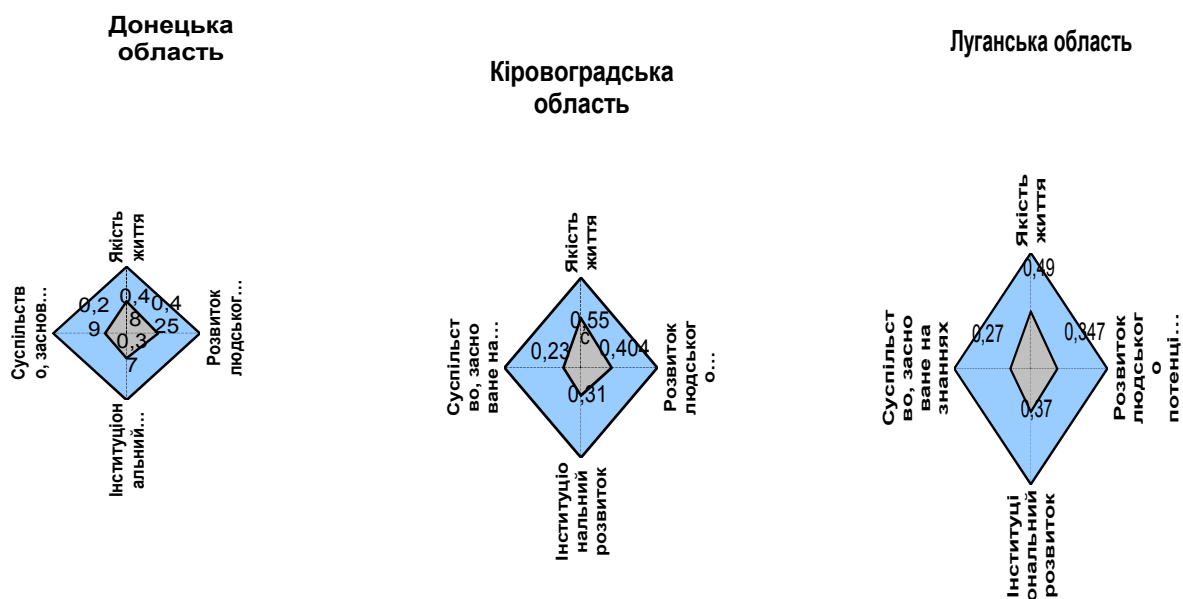 Донецька
область
Якість
життя
0,4
8
0,4
25
0,2
9
0,3
7
Суспільств
о, заснов…
Розвиток
людськог…
Інституціон
альний…
Кіровоградська
область
Якість
життя
0,55
с
0,23
0,404
0,31
Суспільст
во, засно
ване на…
Розвиток
людськог
о…
Інституціо
нальний
розвиток
Луганська область
Якість
життя
0,49
0,27
0,347
0,37
Суспільст
во, засно
ване на
знаннях
Розвиток
людськог
о
потенці…
Інституці
ональний
розвиток